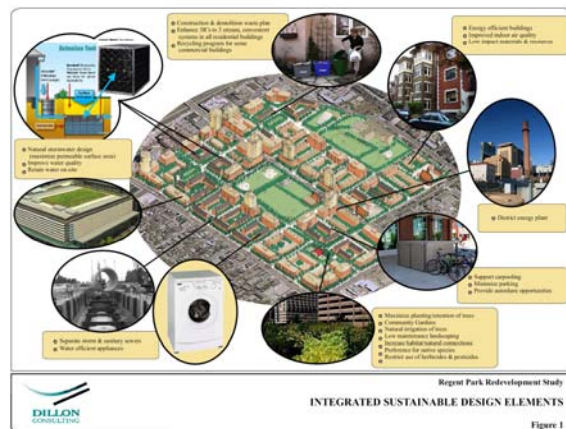 Construction & demolition waste plan
Enhance 3R's to 3 stream, convenient
systems in all residential buildings
Recycling program for some
commercial buildings
Energy efficient buildings
Improved indoor air quality
Low impact materials & resources
Natural stormwater design
(maximize permeable surface area)
Improve water quality
Retain water on site
District energy plant
Support carpooling
Minimize parking
Provide autoshare opportunities
Separate storm & sanitary sewers
Water efficient appliances
Maximize planting/retention of trees
Community Gardens
Natural irrigation of trees
Low maintenance landscaping
Increase habitat/natural connections
Preference for native species
Restrict use of herbicides & pesticides
DILLON
CONSULTING
Regent Park Redevelopment Study
INTEGRATED SUSTAINABLE DESIGN ELEMENTS
Figure 1